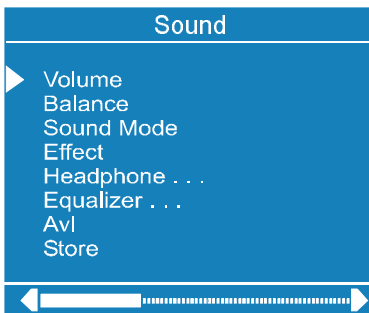 Sound
Volume
Balance
Sound Mode
Effect
Headphone . . .
Equalizer . . .
Avl
Store